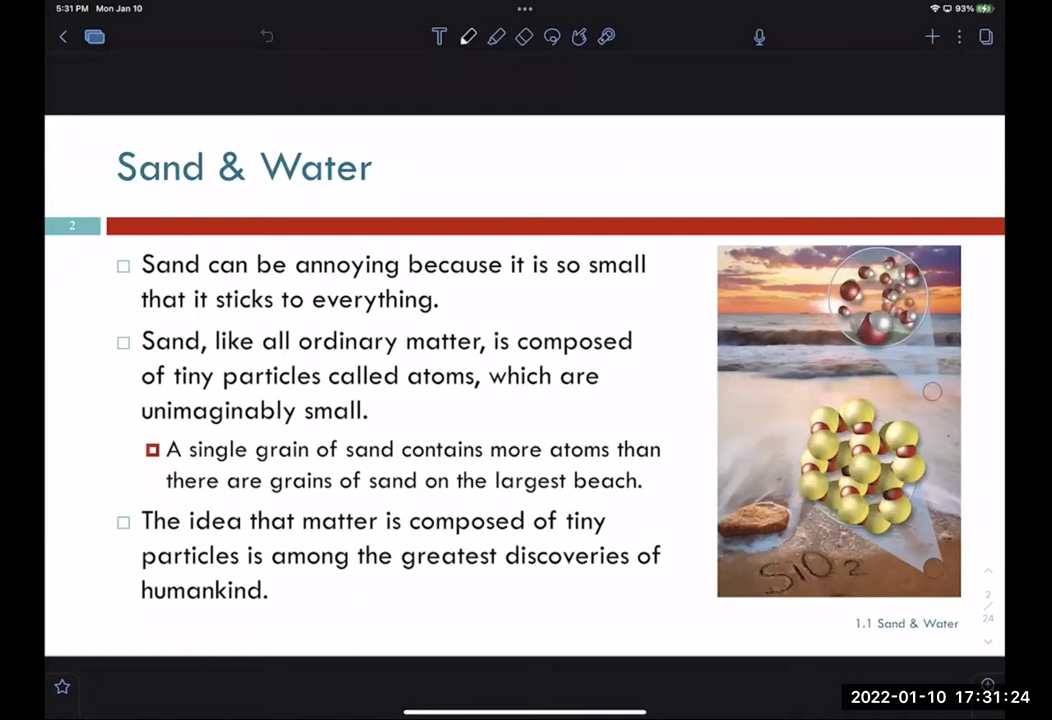 5:31 PM Mon Jan 10
93%
T
Sand & Water
2
Sand can be annoying because it is so small
that it sticks to everything.
Sand, like all ordinary matter, is composed
of tiny particles called atoms, which are
unimaginably small.
A single grain of sand contains more atoms than
there are grains of sand on the largest beach.
The idea that matter is composed of tiny
particles is among the greatest discoveries of
humankind.
SiO2
1.1 Sand & Water
2
/
24
2022-01-10 17:31:24